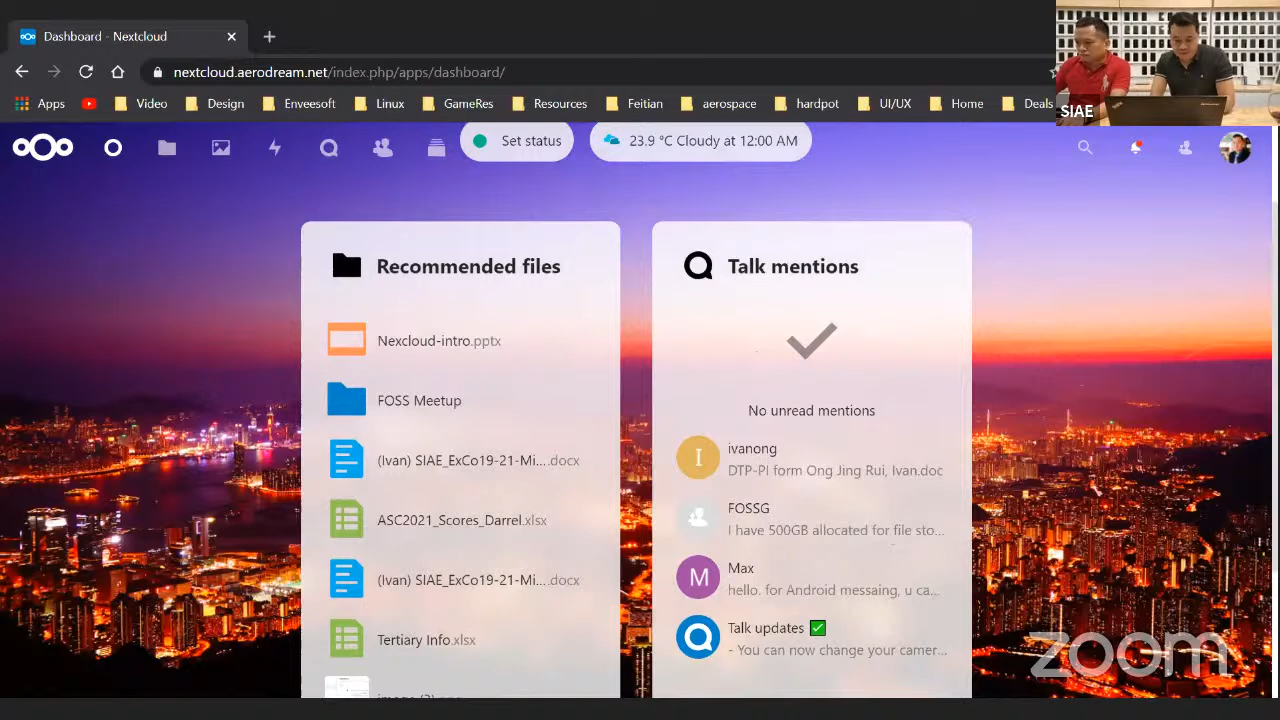 Dashboard - Nextcloud
nextcloud.aerodream.net/index.php/apps/dashboard/
Apps Video Design Enveesoft Linux GameRes Resources Feitian aerospace hardpot UI/UX Home Deals
SIAE
Set status
23.9 °C Cloudy at 12:00 AM
Recommended files
Nexcloud-intro.pptx
FOSS Meetup
(Ivan) SIAE_ExCo19-21-Mi....docx
ASC2021_Scores_Darrel.xlsx
(Ivan) SIAE_ExCo19-21-Mi....docx
Tertiary Info.xlsx
Talk mentions
No unread mentions
I
ivanong
DTP-PI form Ong Jing Rui, Ivan.doc
FOSSG
I have 500GB allocated for file sto...
M
Max
hello. for Android messaing, u ca...
Talk updates ✅
- You can now change your camer...
zoom